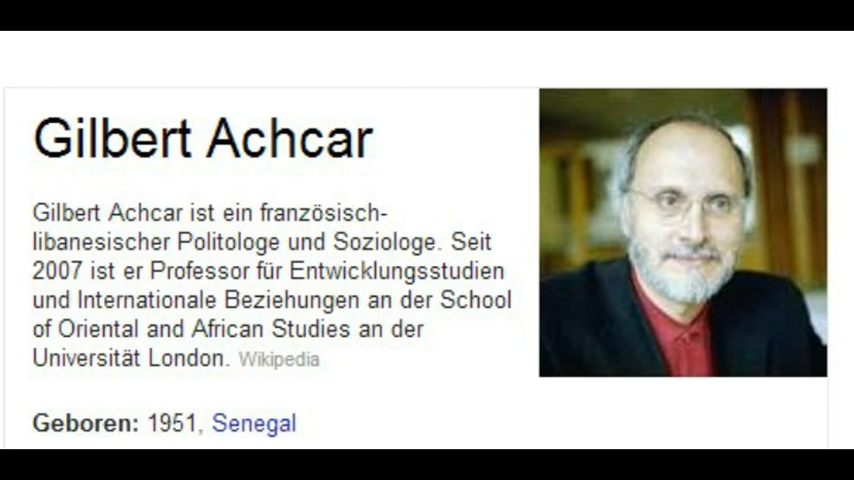 Gilbert Achcar
Gilbert Achcar ist ein französisch-
libanesischer Politologe und Soziologe. Seit
2007 ist er Professor für Entwicklungsstudien
und Internationale Beziehungen an der School
of Oriental and African Studies an der
Universität London. Wikipedia
Geboren: 1951, Senegal